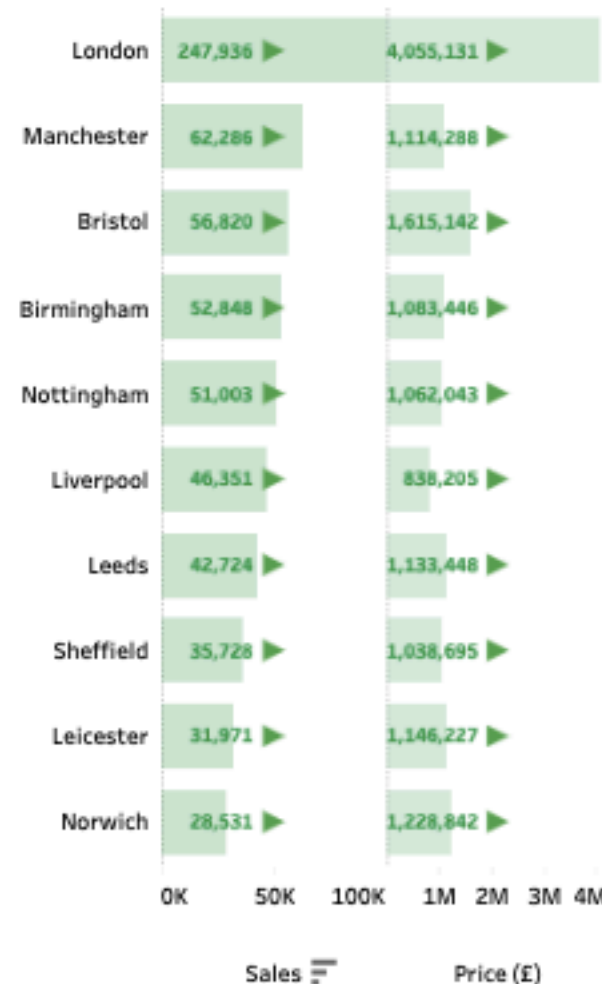 London 247,936 4,055,131
Manchester 62,286 1,114,288
Bristol 56,820 1,615,142
Birmingham 52,848 1,083,446
Nottingham 51,003 1,062,043
Liverpool 46,351 838,205
Leeds 42,724 1,133,448
Sheffield 35,728 1,038,695
Leicester 31,971 1,146,227
Norwich 28,531 1,228,842
0K 50K 100K 1M 2M 3M 4M
Sales Price (£)